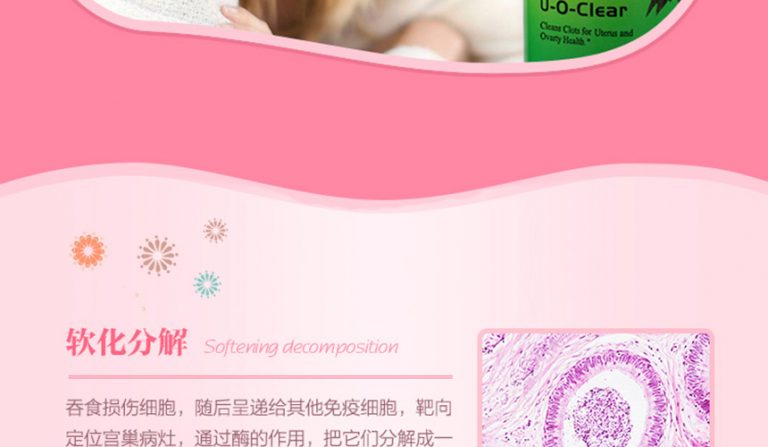 U-O-Clear
Cleans Clots for Uterus and
Ovarty Health.*
软化分解 Softening decomposition
吞食损伤细胞，随后呈递给其他免疫细胞，靶向
定位宫巢病灶，通过酶的作用，把它们分解成一